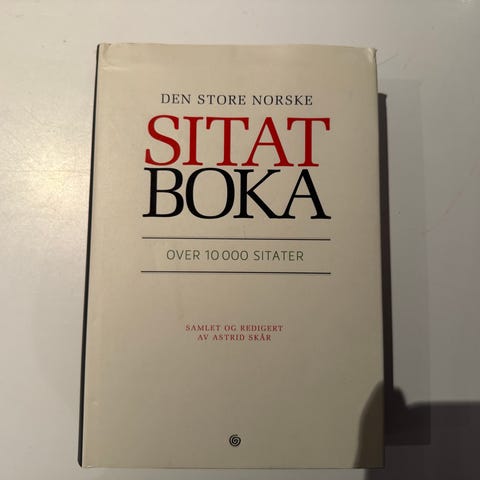 DEN STORE NORSKE
SITAT
BOKA
OVER 10 000 SITATER
SAMLET OG REDIGERT
AV ASTRID SKÅR